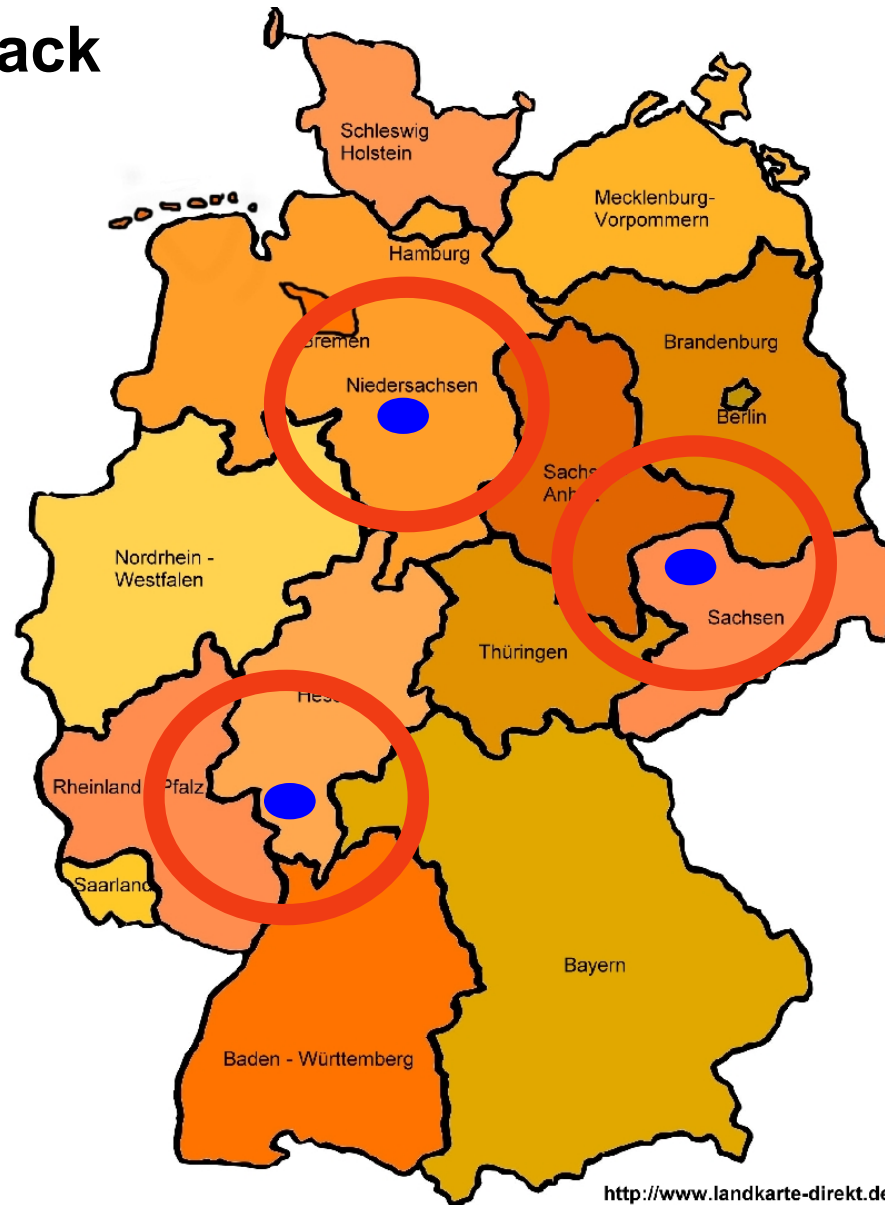 ack
Schleswig
Holstein
Mecklenburg-
Vorpommern
Hamburg
Bremen
Brandenburg
Niedersachsen
Berlin
Sachs
Anh
Nordrhein -
Westfalen
Sachsen
Thüringen
Hess
Rheinland Pfalz
Saarland
Bayern
Baden - Württemberg
http://www.landkarte-direkt.de